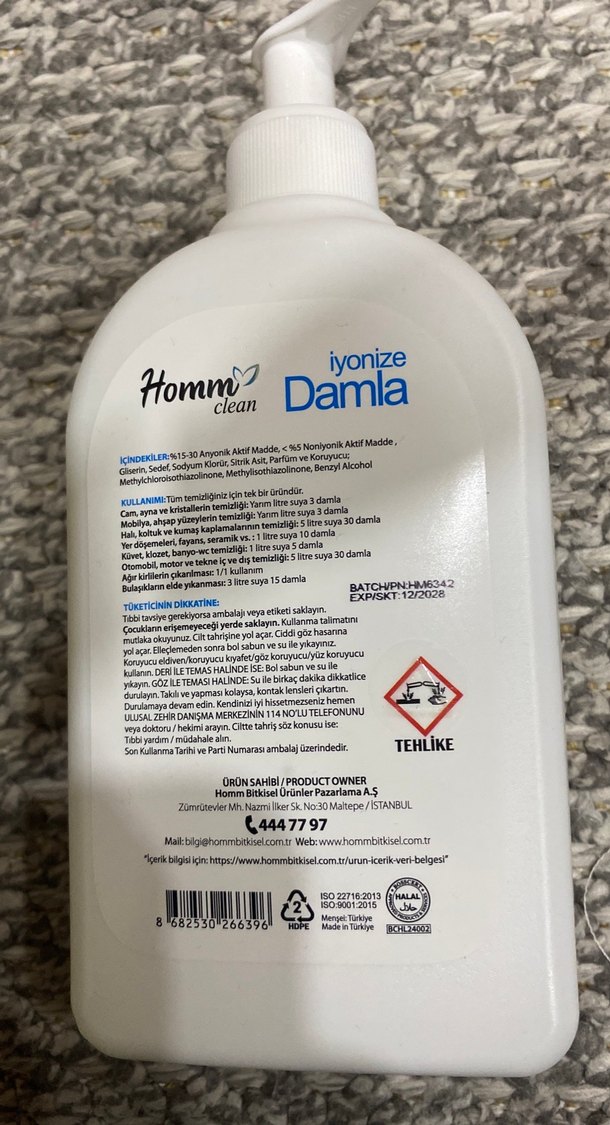 Homm
clean
iyonize
Damla
İÇİNDEKİLER: %15-30 Anyonik Aktif Madde, < %5 Noniyonik Aktif Madde ,
Gliserin, Sedef, Sodyum Klorür, Sitrik Asit, Parfüm ve Koruyucu;
Methylchloroisothiazolinone, Methylisothiazolinone, Benzyl Alcohol
KULLANIMI: Tüm temizliğiniz için tek bir üründür.
Cam, ayna ve kristallerin temizliği: Yarım litre suya 3 damla
Mobilya, ahşap yüzeylerin temizliği: Yarım litre suya 3 damla
Halı, koltuk ve kumaş kaplamalarının temizliği: 5 litre suya 30 damla
Yer döşemeleri, fayans, seramik vs. : 1 litre suya 10 damla
Küvet, klozet, banyo-wc temizliği: 1 litre suya 5 damla
Otomobil, motor ve tekne iç ve dış temizliği: 5 litre suya 30 damla
Ağır kirlilerin çıkarılması: 1/1 kullanım
Bulaşıkların elde yıkanması: 3 litre suya 15 damla
BATCH/PN:HM6342
EXP/SKT:12/2028
TÜKETİCİNİN DİKKATİNE:
Tıbbi tavsiye gerekiyorsa ambalajı veya etiketi saklayın.
Çocukların erişemeyeceği yerde saklayın. Kullanma talimatını
mutlaka okuyunuz. Cilt tahrişine yol açar. Ciddi göz hasarına
yol açar. Elleçlemeden sonra bol sabun ve su ile yıkayınız.
Koruyucu eldiven/koruyucu kıyafet/göz koruyucu/yüz koruyucu
kullanın. DERİ İLE TEMAS HALİNDE İSE: Bol sabun ve su ile
yıkayın. GÖZ İLE TEMASI HALİNDE: Su ile birkaç dakika dikkatlice
durulayın. Takılı ve yapması kolaysa, kontak lensleri çıkartın.
Durulamaya devam edin. Kendinizi iyi hissetmezseniz hemen
ULUSAL ZEHİR DANIŞMA MERKEZİNİN 114 NO'LU TELEFONUNU
veya doktoru / hekimi arayın. Ciltte tahriş söz konusu ise:
Tıbbi yardım / müdahale alın.
Son Kullanma Tarihi ve Parti Numarası ambalaj üzerindedir.
TEHLİKE
ÜRÜN SAHİBİ / PRODUCT OWNER
Homm Bitkisel Ürünler Pazarlama A.Ş
Zümrütevler Mh. Nazmi İlker Sk. No:30 Maltepe / İSTANBUL
444 77 97
Mail: bilgi@hommbitkisel.com.tr Web: www.hommbitkisel.com.tr
"İçerik bilgisi için: https://www.hommbitkisel.com.tr/urun-icerik-veri-belgesi"
8 682530 266396
2
HDPE
ISO 22716:2013
ISO:9001:2015
Menşei: Türkiye
Made in Türkiye
HALAL
حلال
BCHL24002